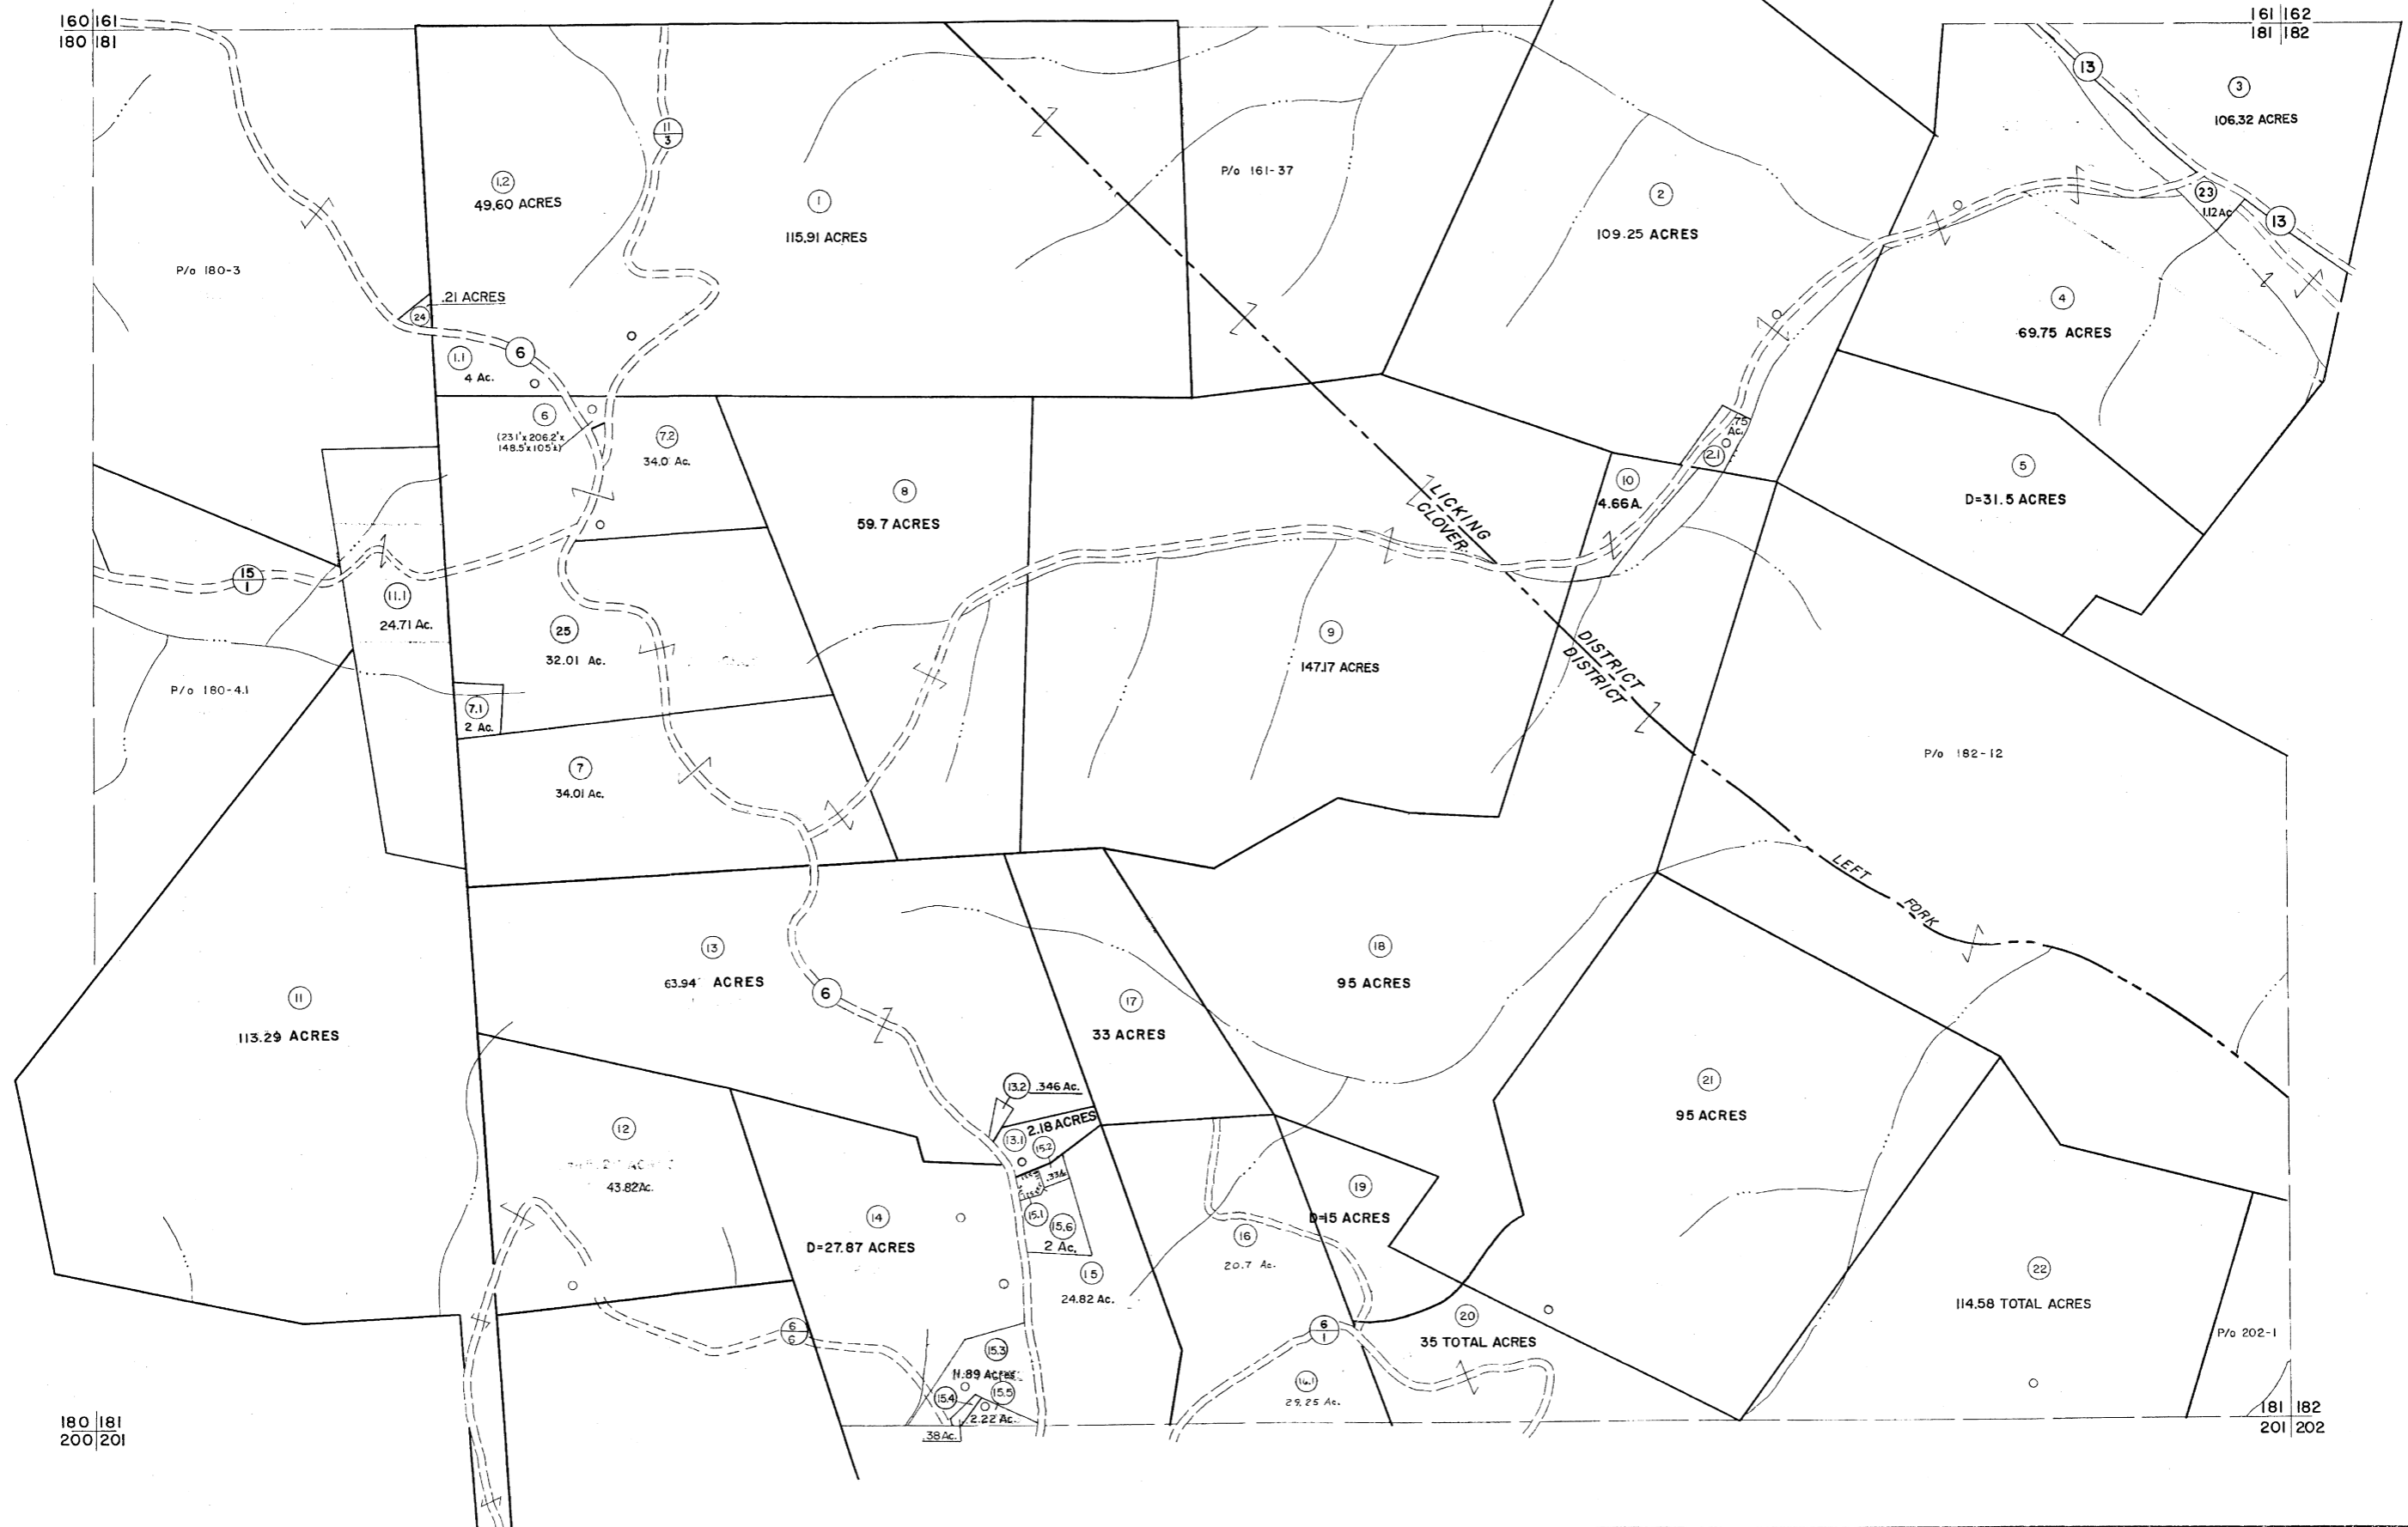 160 161
180 181
161 162
181 182
13
3
106.32 ACRES
11
3
1.2
49.60 ACRES
1
115.91 ACRES
P/o 161-37
2
109.25 ACRES
23
1.12 Ac
13
P/o 180-3
.21 ACRES
24
6
1.1
4 Ac.
4
69.75 ACRES
6
(231'x 206.2'x
148.5'x105'±)
7.2
34.0 Ac.
.75
Ac.
2.1
5
D=31.5 ACRES
8
59.7 ACRES
LICKING
CLOVER
10
4.66A.
15
1
11.1
24.71 Ac.
25
32.01 Ac.
9
147.17 ACRES
DISTRICT
DISTRICT
P/o 180-4.1
7.1
2 Ac.
7
34.01 Ac.
P/o 182-12
LEFT
FORK
13
63.94 ACRES
6
18
95 ACRES
11
113.29 ACRES
17
33 ACRES
13.2 .346 Ac.
21
95 ACRES
2.18 ACRES
13.1
15.2
12
43.82Ac.
.336
15.1
15.6
2 Ac.
14
D=27.87 ACRES
19
D=15 ACRES
16
20.7 Ac.
15
24.82 Ac.
22
114.58 TOTAL ACRES
6
6
6
1
20
35 TOTAL ACRES
P/o 202-1
15.3
11.89 Acres
15.4
15.5
2.22 Ac.
.38Ac.
16.1
29.25 Ac.
180 181
200 201
181 182
201 202